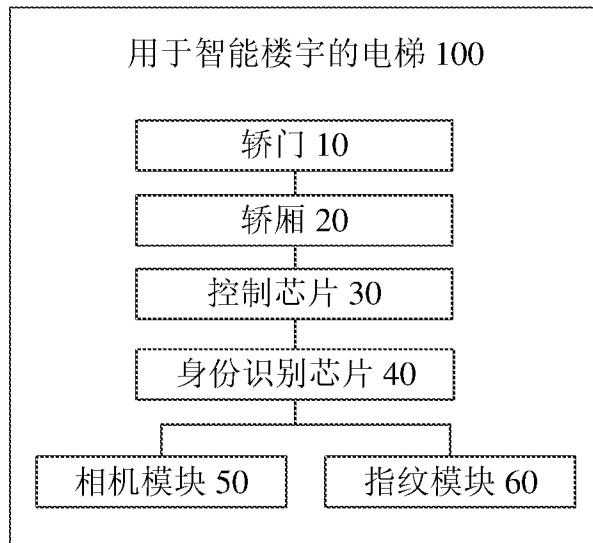 用于智能楼宇的电梯 100
轿门 10
轿厢 20
控制芯片 30
身份识别芯片 40
相机模块 50
指纹模块 60